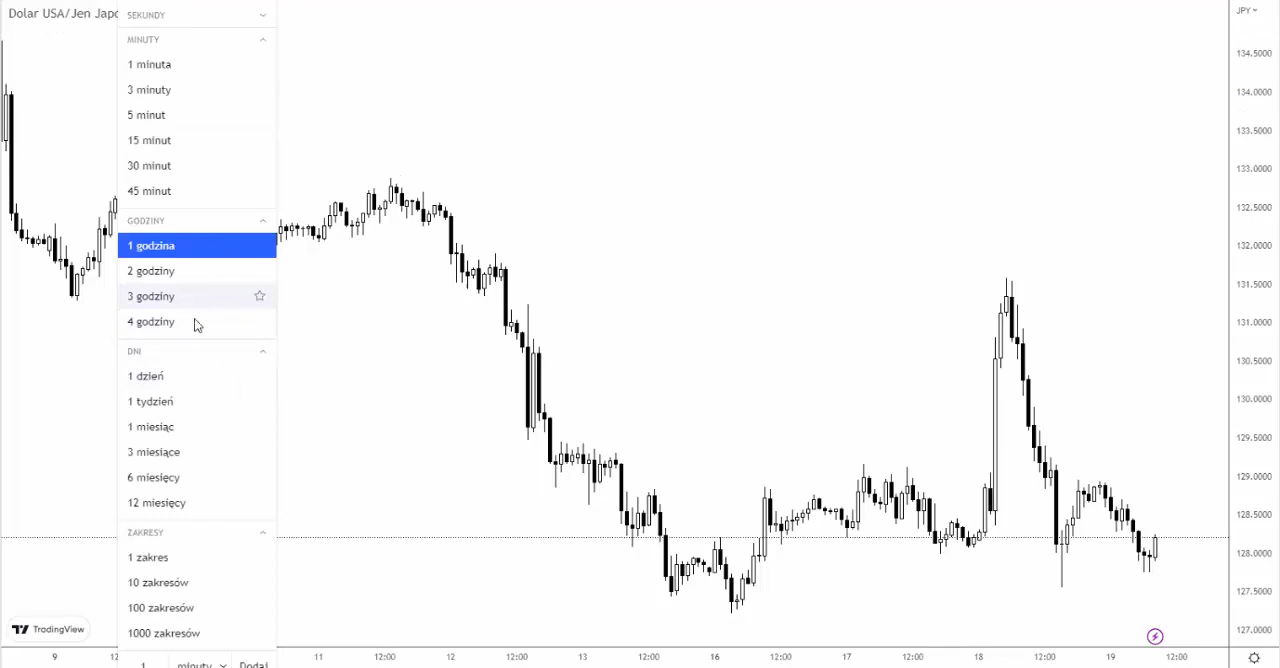 Dolar USA/Jen Japo
SEKUNDY
MINUTY
1 minuta
3 minuty
5 minut
15 minut
30 minut
45 minut
GODZINY
1 godzina
2 godziny
3 godziny
4 godziny
DNI
1 dzień
1 tydzień
1 miesiąc
3 miesiące
6 miesięcy
12 miesięcy
ZAKRESY
1 zakres
10 zakresów
100 zakresów
1000 zakresów
1 minuty Dodaj
TradingView
JPY
134.5000
134.0000
133.5000
133.0000
132.5000
132.0000
131.5000
131.0000
130.5000
130.0000
129.5000
129.0000
128.5000
128.0000
127.5000
127.0000
9 12 11 12:00 12 12:00 13 12:00 16 12:00 17 12:00 18 12:00 19 12:00